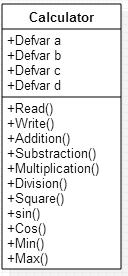 Calculator
+Defvar a
+Defvar b
+Defvar c
+Defvar d
+Read()
+Write()
+Addition()
+Substraction()
+Multiplication()
+Division()
+Square()
+sin()
+Cos()
+Min()
+Max()